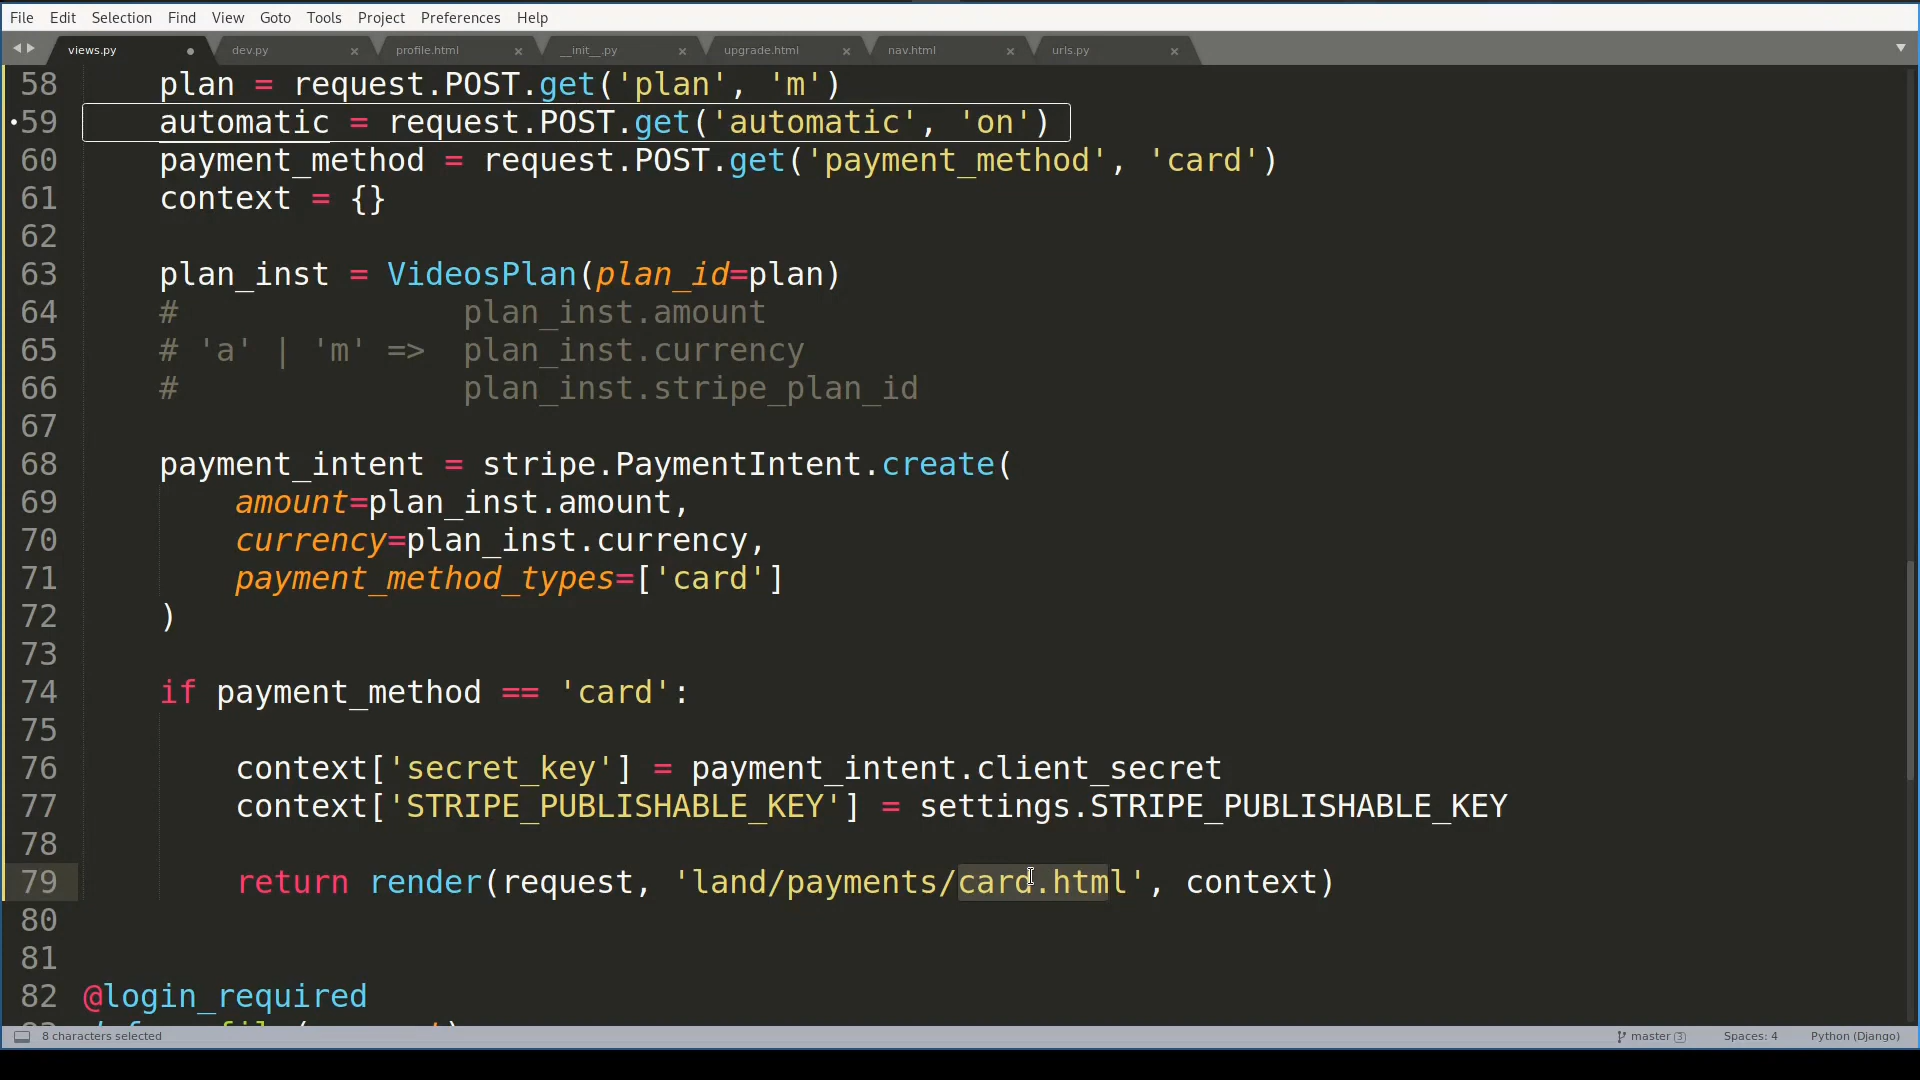 File Edit Selection Find View Goto Tools Project Preferences Help
views.py dev.py profile.html __init__.py upgrade.html nav.html urls.py
58 plan = request.POST.get('plan', 'm')
59 automatic = request.POST.get('automatic', 'on')
60 payment_method = request.POST.get('payment_method', 'card')
61 context = {}
62
63 plan_inst = VideosPlan(plan_id=plan)
64 # plan_inst.amount
65 # 'a' | 'm' => plan_inst.currency
66 # plan_inst.stripe_plan_id
67
68 payment_intent = stripe.PaymentIntent.create(
69 amount=plan_inst.amount,
70 currency=plan_inst.currency,
71 payment_method_types=['card']
72 )
73
74 if payment_method == 'card':
75
76 context['secret_key'] = payment_intent.client_secret
77 context['STRIPE_PUBLISHABLE_KEY'] = settings.STRIPE_PUBLISHABLE_KEY
78
79 return render(request, 'land/payments/card.html', context)
80
81
82 @login_required
8 characters selected master 3 Spaces: 4 Python (Django)